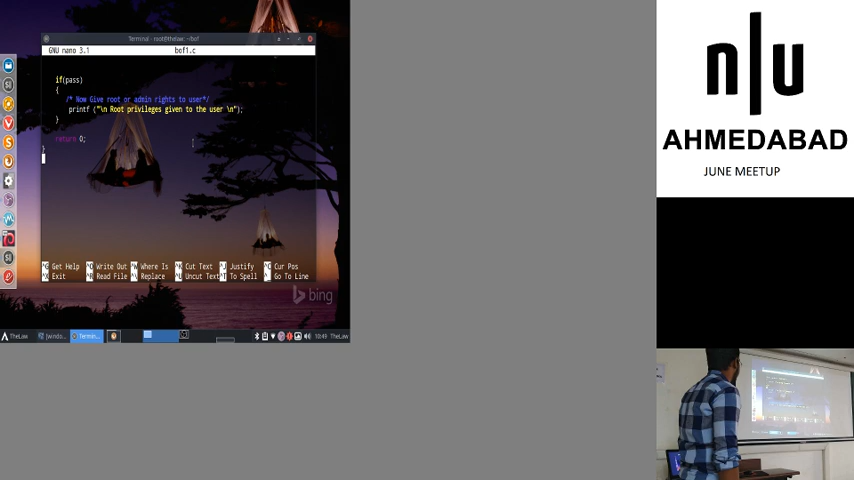 Terminal - root@thelaw: ~/bof
GNU nano 3.1 bof1.c
if(pass)
{
/* Now Give root or admin rights to user*/
printf ("\n Root privileges given to the user \n");
}
return 0;
}
^G Get Help ^O Write Out ^W Where Is ^K Cut Text ^J Justify ^C Cur Pos
^X Exit ^R Read File ^\ Replace ^U Uncut Text ^T To Spell ^_ Go To Line
bing
TheLaw [windo... Termin... 10:49 TheLaw
n|u
AHMEDABAD
JUNE MEETUP